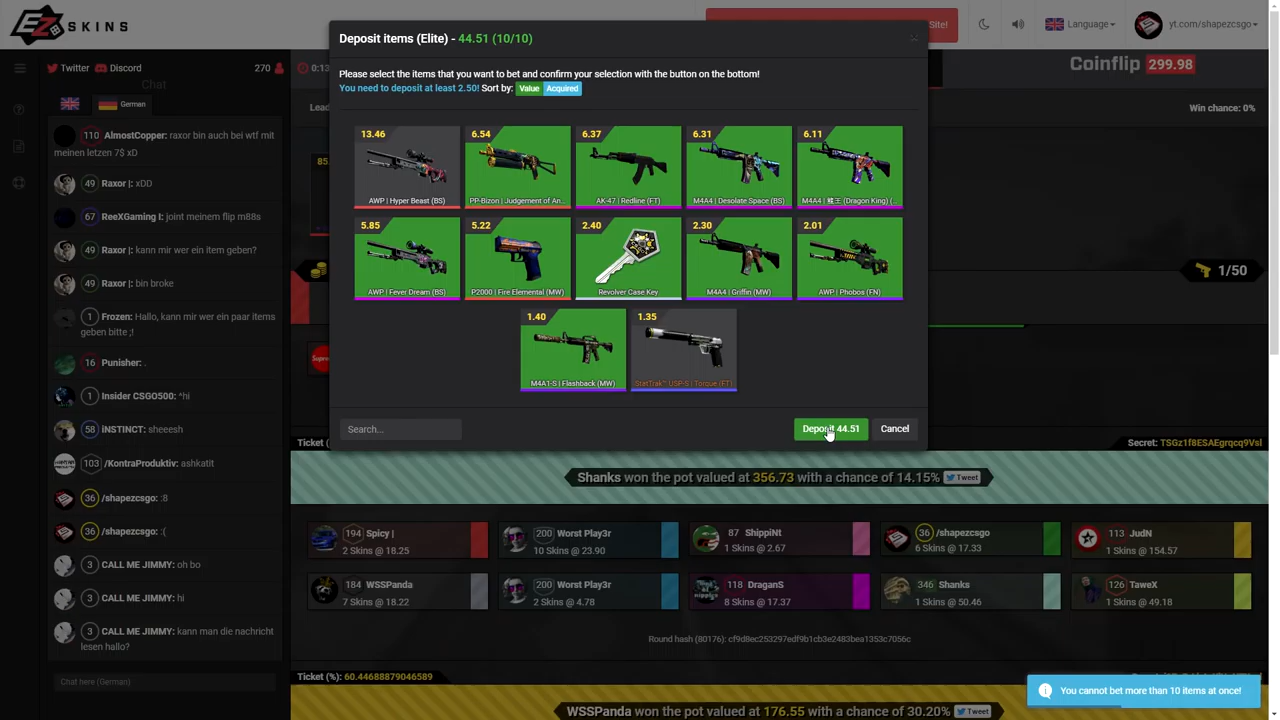 EZ SKINS
Site!
Language
yt.com/shapezcsgo
Twitter
Discord
270
Chat
German
110 AlmostCopper: raxor bin auch bei wtf mit
meinen letzen 7$ xD
49 Raxor |: xDD
67 ReeXGaming I: joint meinem flip m88s
49 Raxor |: kann mir wer ein item geben?
49 Raxor |: bin broke
1 Frozen: Hallo, kann mir wer ein paar items
geben bitte ;!
16 Punisher: .
1 Insider CSGO500: ^hi
58 iNSTINCT: sheeesh
103 /KontraProduktiv: ashkatit
36 /shapezcsgo: :8
36 /shapezcsgo: :(
3 CALL ME JIMMY: oh bo
3 CALL ME JIMMY: hi
3 CALL ME JIMMY: kann man die nachricht
lesen hallo?
Chat here (German)
Deposit items (Elite) - 44.51 (10/10)
Please select the items that you want to bet and confirm your selection with the button on the bottom!
You need to deposit at least 2.50! Sort by: Value Acquired
13.46
AWP | Hyper Beast (BS)
6.54
PP-Bizon | Judgement of An...
6.37
AK-47 | Redline (FT)
6.31
M4A4 | Desolate Space (BS)
6.11
M4A4 | 龍王 (Dragon King) (...
5.85
AWP | Fever Dream (BS)
5.22
P2000 | Fire Elemental (MW)
2.40
Revolver Case Key
2.30
M4A4 | Griffin (MW)
2.01
AWP | Phobos (FN)
1.40
M4A1-S | Flashback (MW)
1.35
StatTrak™ USP-S | Torque (FT)
Search...
Deposit 44.51
Cancel
Coinflip 299.98
Win chance: 0%
1/50
Secret: TSGz1f8ESAEgrqcq9Vsl
Shanks won the pot valued at 356.73 with a chance of 14.15% Tweet
194 Spicy |
2 Skins @ 18.25
200 Worst Play3r
10 Skins @ 23.90
87 ShippiNt
1 Skins @ 2.67
36 /shapezcsgo
6 Skins @ 17.33
113 JudN
1 Skins @ 154.57
184 WSSPanda
7 Skins @ 18.22
200 Worst Play3r
2 Skins @ 4.78
118 DraganS
8 Skins @ 17.37
346 Shanks
1 Skins @ 50.46
126 TaweX
1 Skins @ 49.18
Round hash (80176): cf9d8ec253297edf9b1cb3e2483bea1353c7056c
Ticket (%): 60.44688879046589
WSSPanda won the pot valued at 176.55 with a chance of 30.20% Tweet
You cannot bet more than 10 items at once!